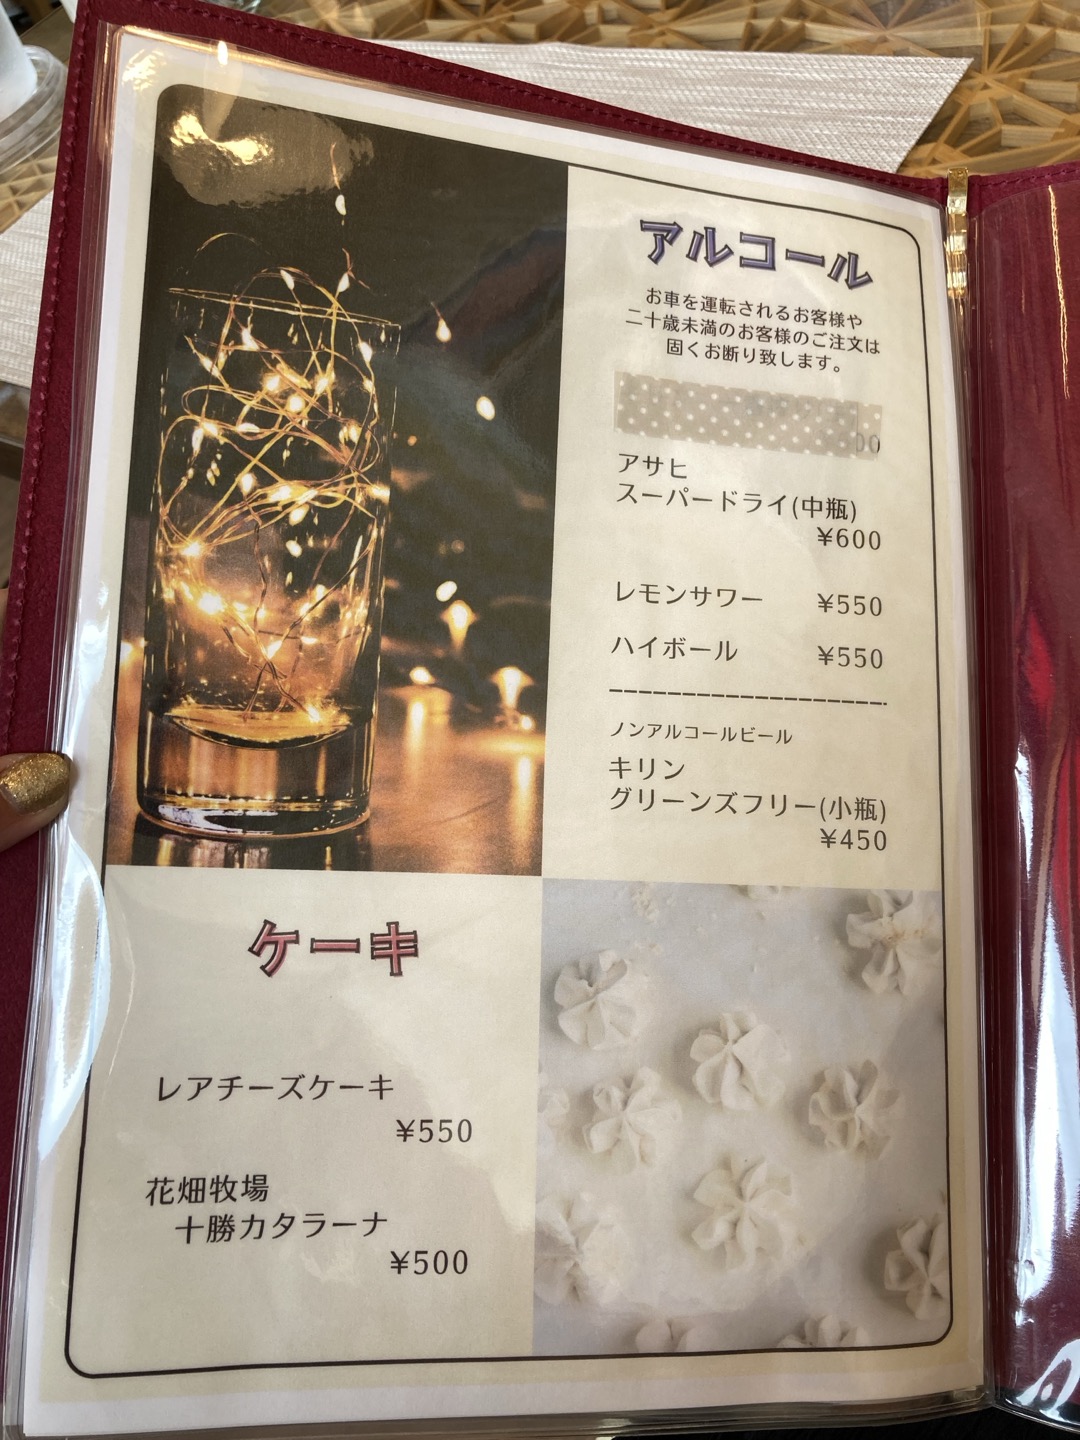 アルコール
お車を運転されるお客様や
二十歳未満のお客様のご注文は
固くお断り致します。
アサヒ
スーパードライ(中瓶)
¥600
レモンサワー ¥550
ハイボール ¥550
ノンアルコールビール
キリン
グリーンズフリー(小瓶)
¥450
ケーキ
レアチーズケーキ
¥550
花畑牧場
十勝カタラーナ
¥500